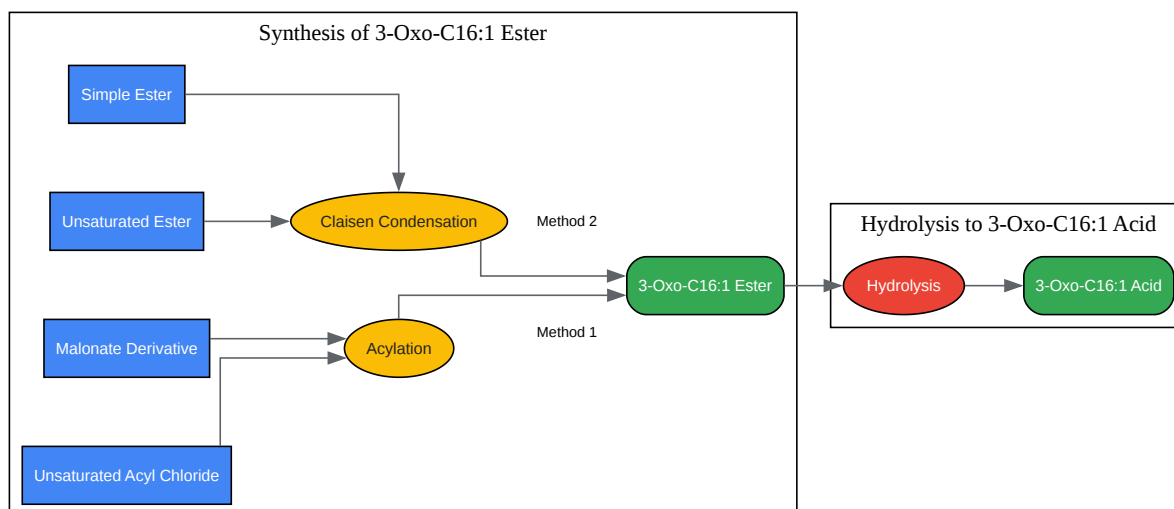 Synthesis of 3-Oxo-C16:1 Ester
Simple Ester
Unsaturated Ester
Claisen Condensation
Method 2
Hydrolysis to 3-Oxo-C16:1 Acid
3-Oxo-C16:1 Ester
Hydrolysis
3-Oxo-C16:1 Acid
Method 1
Malonate Derivative
Acylation
Unsaturated Acyl Chloride